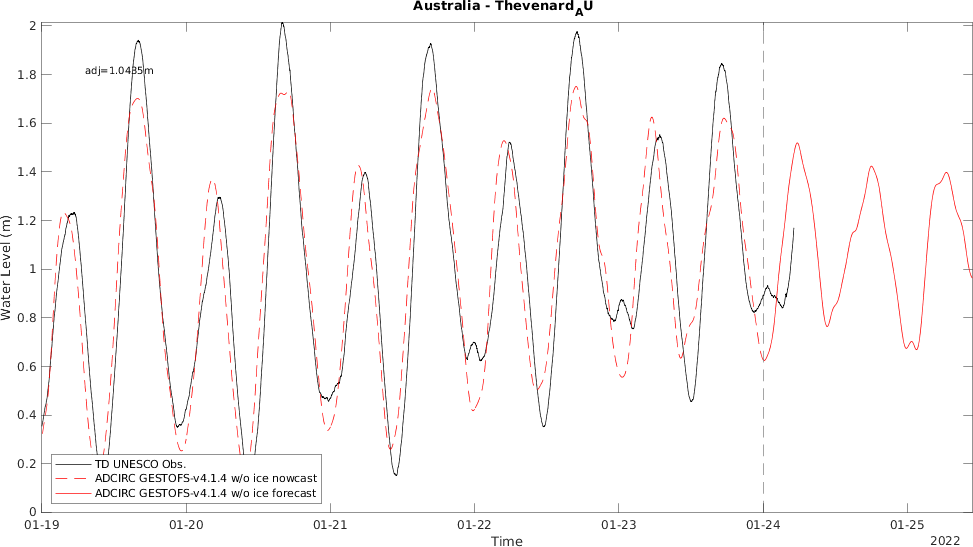 Australia - Thevenard_AU
2
1.8
1.6
1.4
1.2
1
0.8
0.6
0.4
0.2
0
Water Level (m)
adj=1.0435m
TD UNESCO Obs.
ADCIRC GESTOFS-v4.1.4 w/o ice nowcast
ADCIRC GESTOFS-v4.1.4 w/o ice forecast
01-19
01-20
01-21
01-22
01-23
01-24
01-25
Time
2022